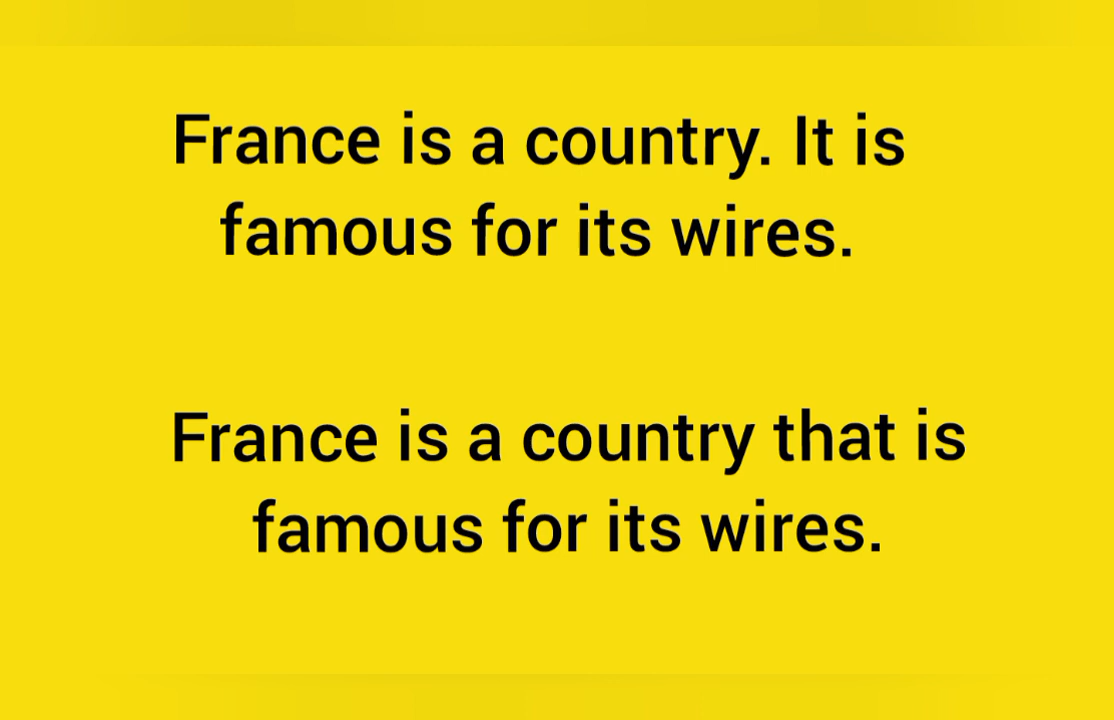 France is a country. It is
famous for its wires.
France is a country that is
famous for its wires.